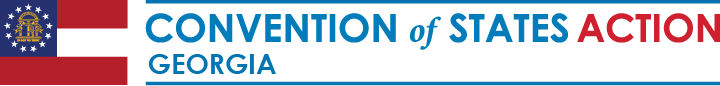 CONVENTION of STATES ACTION
GEORGIA